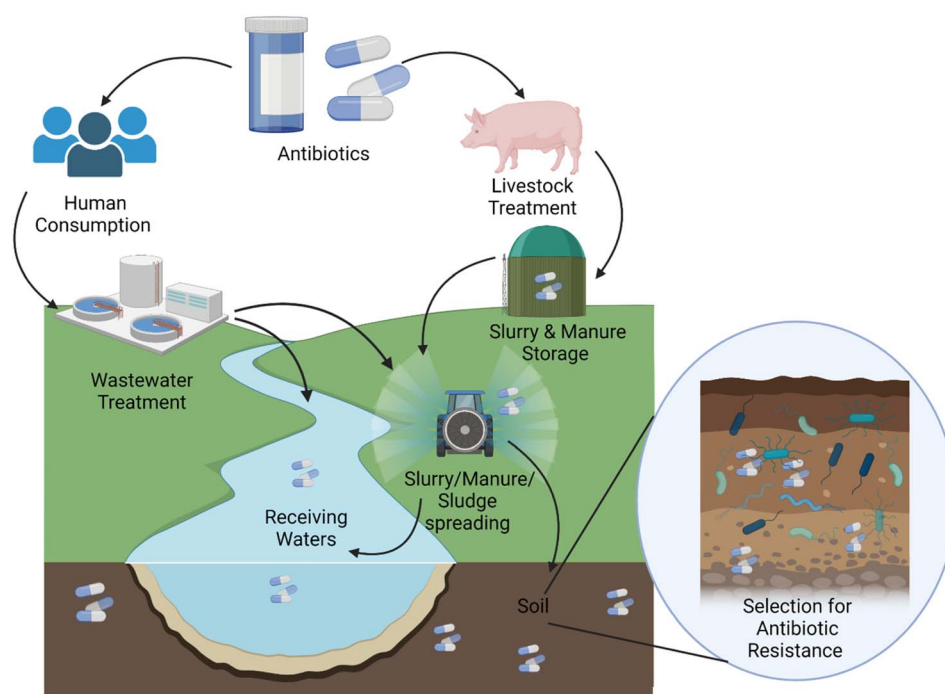 Antibiotics
Human
Consumption
Livestock
Treatment
Slurry & Manure
Storage
Wastewater
Treatment
Slurry/Manure/
Sludge
spreading
Receiving
Waters
Soil
Selection for
Antibiotic
Resistance